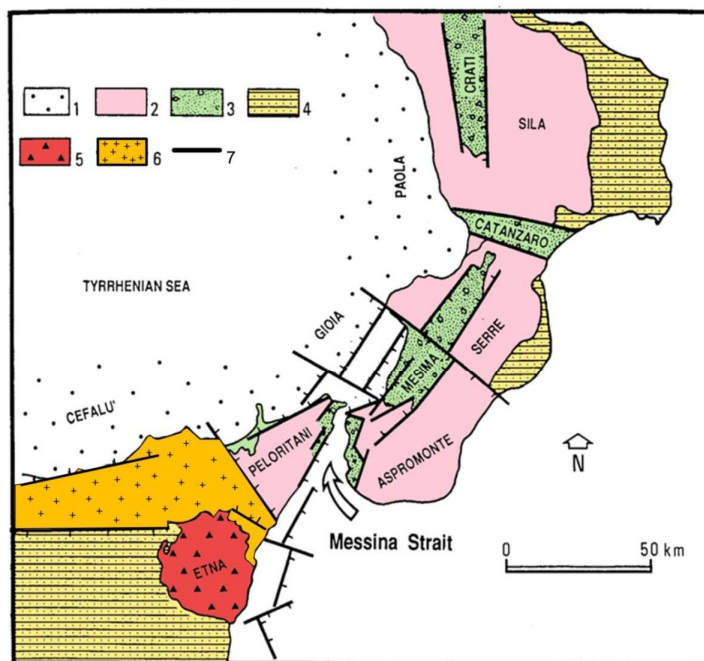 CRATI
SILA
1
2
3
4
5
6
7
PAOLA
CATANZARO
TYRRHENIAN SEA
GIOIA
SERRE
MESIMA
CEFALU'
PELORITANI
ASPROMONTE
N
Messina Strait
ETNA
0 50 km